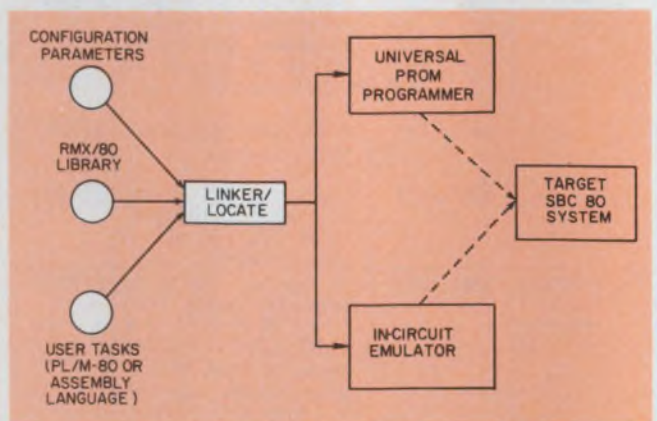 CONFIGURATION
PARAMETERS
RMX/80
LIBRARY
USER TASKS
(PL/M-80 OR
ASSEMBLY
LANGUAGE)
LINKER/
LOCATE
UNIVERSAL
PROM
PROGRAMMER
IN-CIRCUIT
EMULATOR
TARGET
SBC 80
SYSTEM